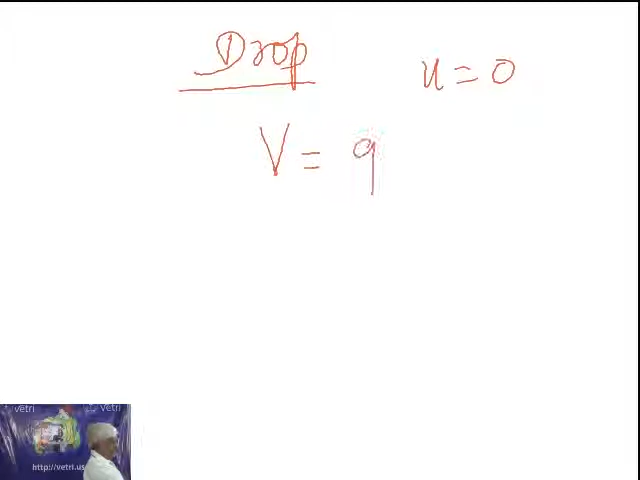 Drop
u = 0
V = g
vetri
Vetri
http://vetri.us